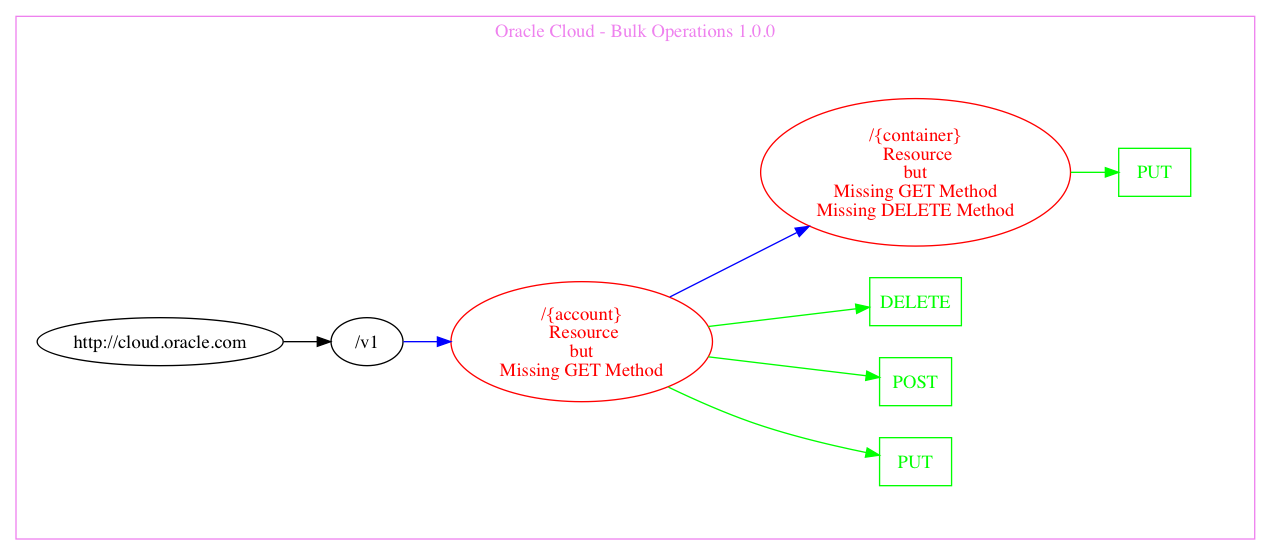 Oracle Cloud - Bulk Operations 1.0.0
/{container}
Resource
but
Missing GET Method
Missing DELETE Method
PUT
http://cloud.oracle.com
/v1
/{account}
Resource
but
Missing GET Method
DELETE
POST
PUT